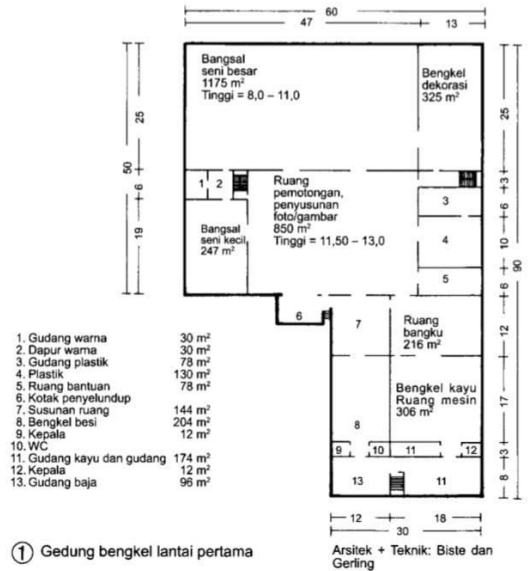 60
47
13
Bangsal
seni besar
1175 m²
Tinggi = 8,0 – 11,0
Bengkel
dekorasi
325 m²
25
25
50
6
19
1
2
Ruang
pemotongan,
penyusunan
foto/gambar
850 m²
Tinggi = 11,50 – 13,0
Bangsal
seni kecil
247 m²
3
4
5
6
7
3
6
10
6
90
12
17
3
8
Ruang
bangku
216 m²
Bengkel kayu
Ruang mesin
306 m²
8
9
10
11
12
13
11
12
18
30
1. Gudang warna 30 m²
2. Dapur warna 30 m²
3. Gudang plastik 78 m²
4. Plastik 130 m²
5. Ruang bantuan 78 m²
6. Kotak penyelundup
7. Susunan ruang 144 m²
8. Bengkel besi 204 m²
9. Kepala 12 m²
10. WC
11. Gudang kayu dan gudang 174 m²
12. Kepala 12 m²
13. Gudang baja 96 m²
1 Gedung bengkel lantai pertama
Arsitek + Teknik: Biste dan
Gerling